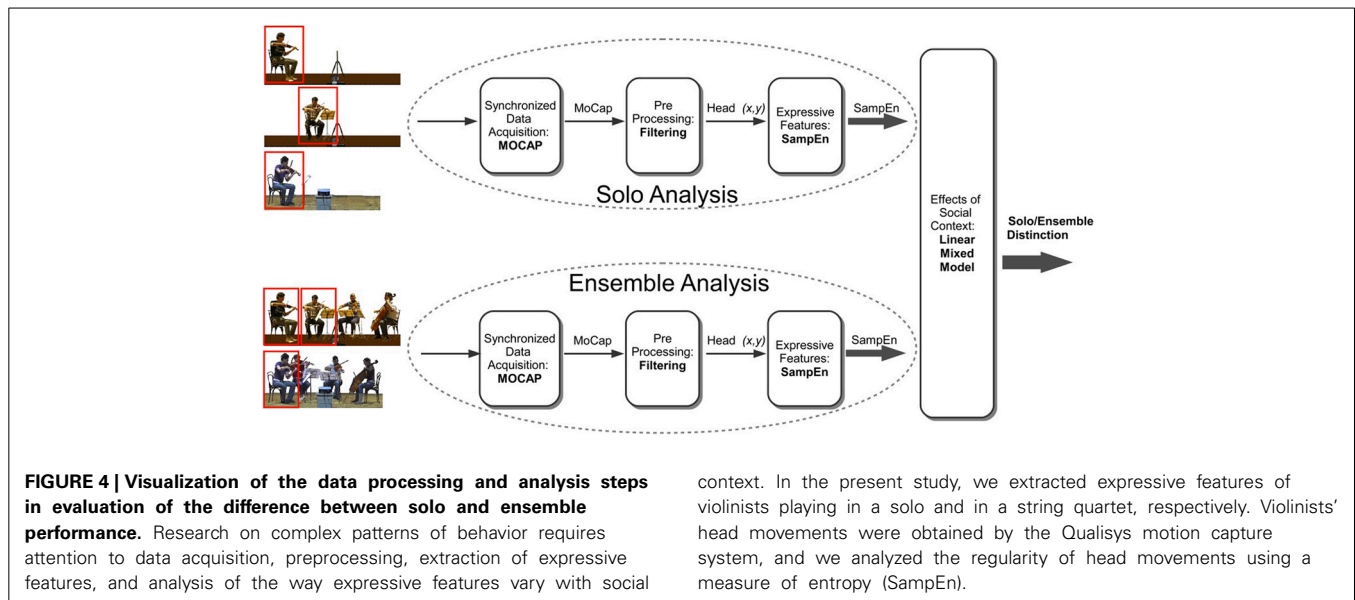 Synchronized
Data
Acquisition:
MOCAP
MoCap
Pre
Processing:
Filtering
Head (x,y)
Expressive
Features:
SampEn
SampEn
Solo Analysis
Ensemble Analysis
Synchronized
Data
Acquisition:
MOCAP
MoCap
Pre
Processing:
Filtering
Head (x,y)
Expressive
Features:
SampEn
SampEn
Effects of
Social
Context:
Linear
Mixed
Model
Solo/Ensemble
Distinction
FIGURE 4 | Visualization of the data processing and analysis steps
in evaluation of the difference between solo and ensemble
performance. Research on complex patterns of behavior requires
attention to data acquisition, preprocessing, extraction of expressive
features, and analysis of the way expressive features vary with social
context. In the present study, we extracted expressive features of
violinists playing in a solo and in a string quartet, respectively. Violinists'
head movements were obtained by the Qualisys motion capture
system, and we analyzed the regularity of head movements using a
measure of entropy (SampEn).